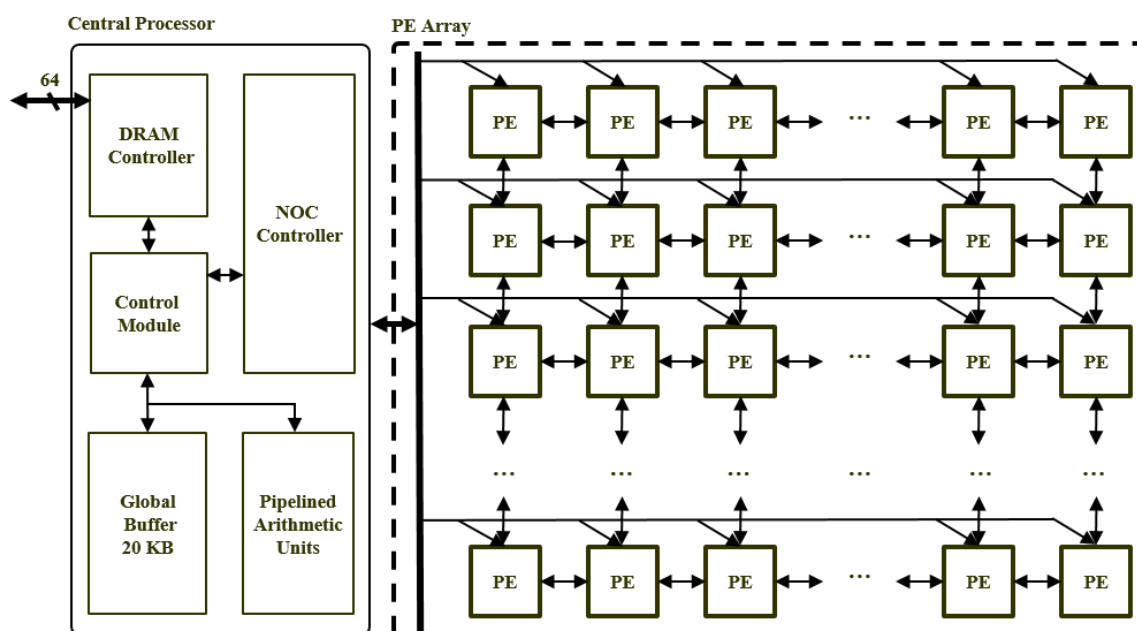 Central Processor
PE Array
64
DRAM
Controller
NOC
Controller
Control
Module
Global
Buffer
20 KB
Pipelined
Arithmetic
Units
PE PE PE ... PE PE
PE PE PE ... PE PE
PE PE PE ... PE PE
... ... ... ... ... ...
PE PE PE ... PE PE